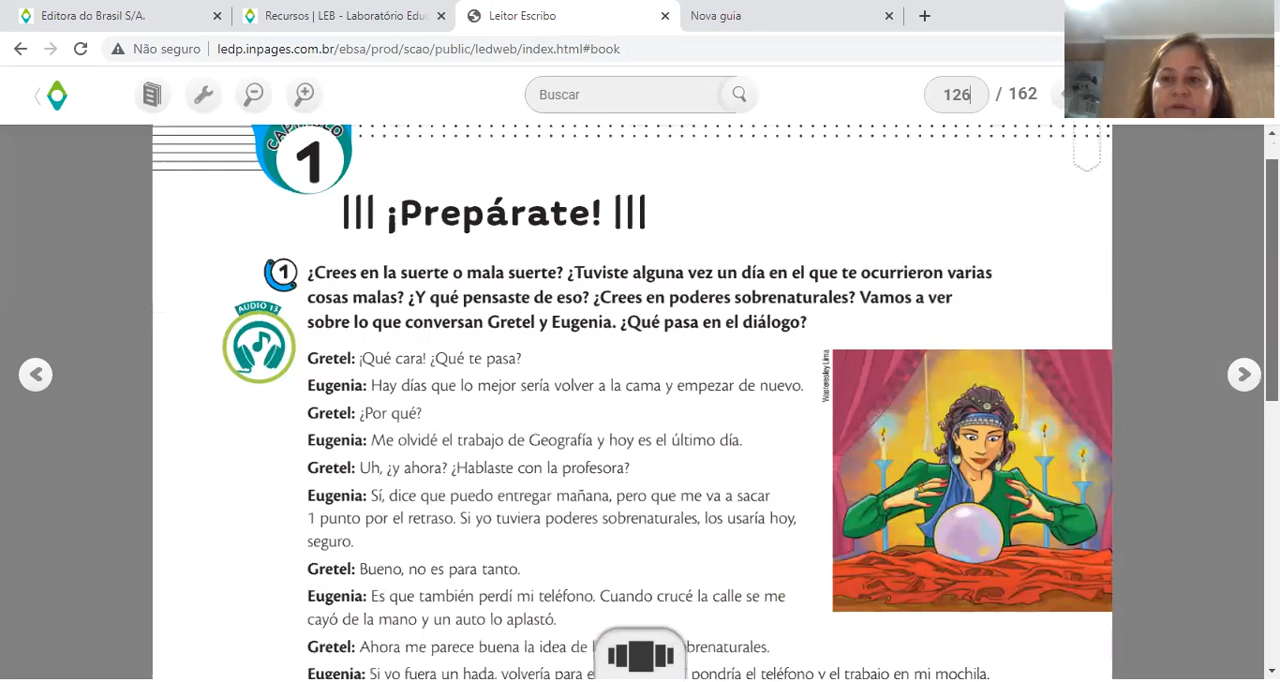 Editora do Brasil S/A.
Recursos | LEB - Laboratório Edu
Leitor Escribo
Nova guia
Não seguro
ledp.inpages.com.br/ebsa/prod/scao/public/ledweb/index.html#book
Buscar
126 / 162
CAPÍTULO
1
||| ¡Prepárate! |||
1 ¿Crees en la suerte o mala suerte? ¿Tuviste alguna vez un día en el que te ocurrieron varias
cosas malas? ¿Y qué pensaste de eso? ¿Crees en poderes sobrenaturales? Vamos a ver
sobre lo que conversan Gretel y Eugenia. ¿Qué pasa en el diálogo?
AUDIO 13
Gretel: ¡Qué cara! ¿Qué te pasa?
Eugenia: Hay días que lo mejor sería volver a la cama y empezar de nuevo.
Gretel: ¿Por qué?
Eugenia: Me olvidé el trabajo de Geografía y hoy es el último día.
Gretel: Uh, ¿y ahora? ¿Hablaste con la profesora?
Eugenia: Sí, dice que puedo entregar mañana, pero que me va a sacar
1 punto por el retraso. Si yo tuviera poderes sobrenaturales, los usaría hoy,
seguro.
Gretel: Bueno, no es para tanto.
Eugenia: Es que también perdí mi teléfono. Cuando crucé la calle se me
cayó de la mano y un auto lo aplastó.
Gretel: Ahora me parece buena la idea de brenaturales.
Eugenia: Si yo fuera un hada, volvería para pondría el teléfono y el trabajo en mi mochila.
Wasteresley Lima